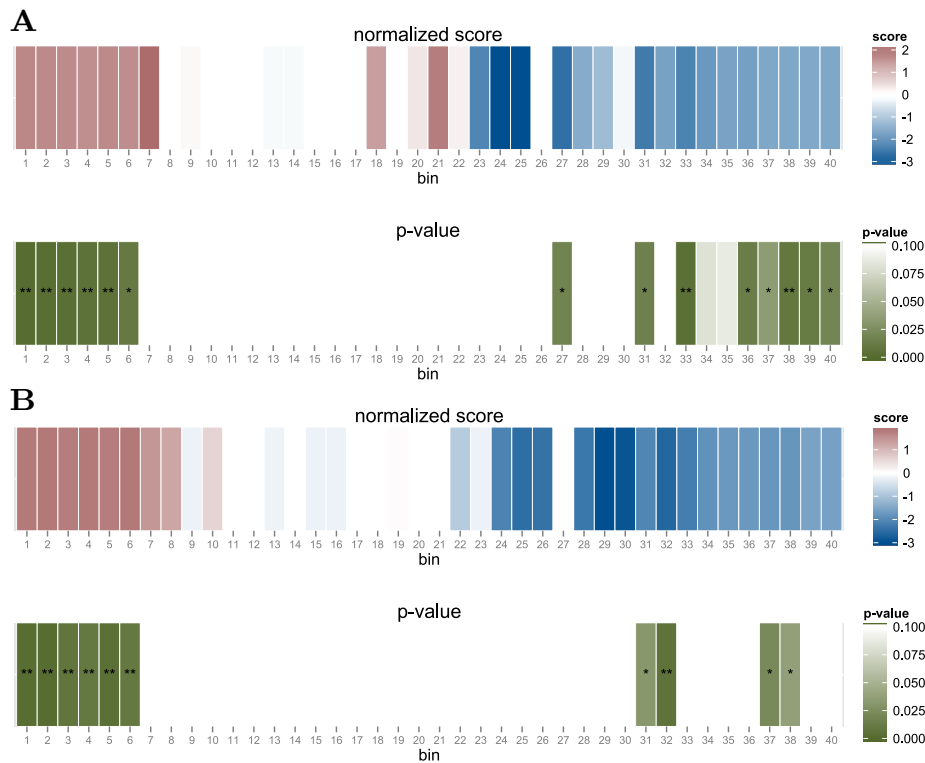 A
normalized score
score
2
1
0
-1
-2
-3
1 2 3 4 5 6 7 8 9 10 11 12 13 14 15 16 17 18 19 20 21 22 23 24 25 26 27 28 29 30 31 32 33 34 35 36 37 38 39 40
bin
p-value
p-value
0.100
0.075
0.050
0.025
0.000
** ** ** ** ** * * * ** * * ** * *
1 2 3 4 5 6 7 8 9 10 11 12 13 14 15 16 17 18 19 20 21 22 23 24 25 26 27 28 29 30 31 32 33 34 35 36 37 38 39 40
bin
B
normalized score
score
1
0
-1
-2
-3
1 2 3 4 5 6 7 8 9 10 11 12 13 14 15 16 17 18 19 20 21 22 23 24 25 26 27 28 29 30 31 32 33 34 35 36 37 38 39 40
bin
p-value
p-value
0.100
0.075
0.050
0.025
0.000
** ** ** ** ** ** * ** * *
1 2 3 4 5 6 7 8 9 10 11 12 13 14 15 16 17 18 19 20 21 22 23 24 25 26 27 28 29 30 31 32 33 34 35 36 37 38 39 40
bin